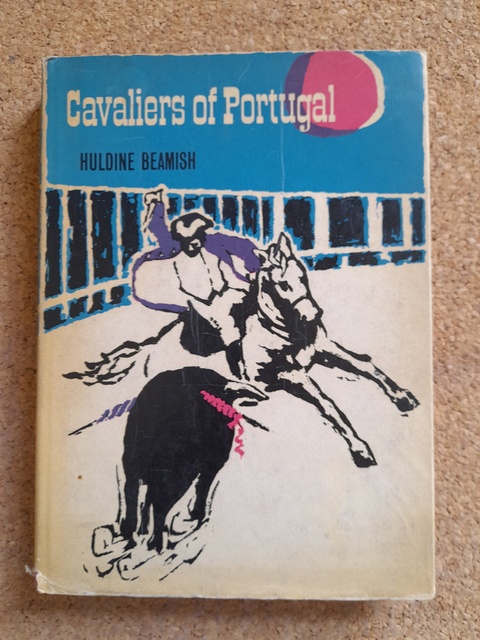 Cavaliers of Portugal
HULDINE BEAMISH